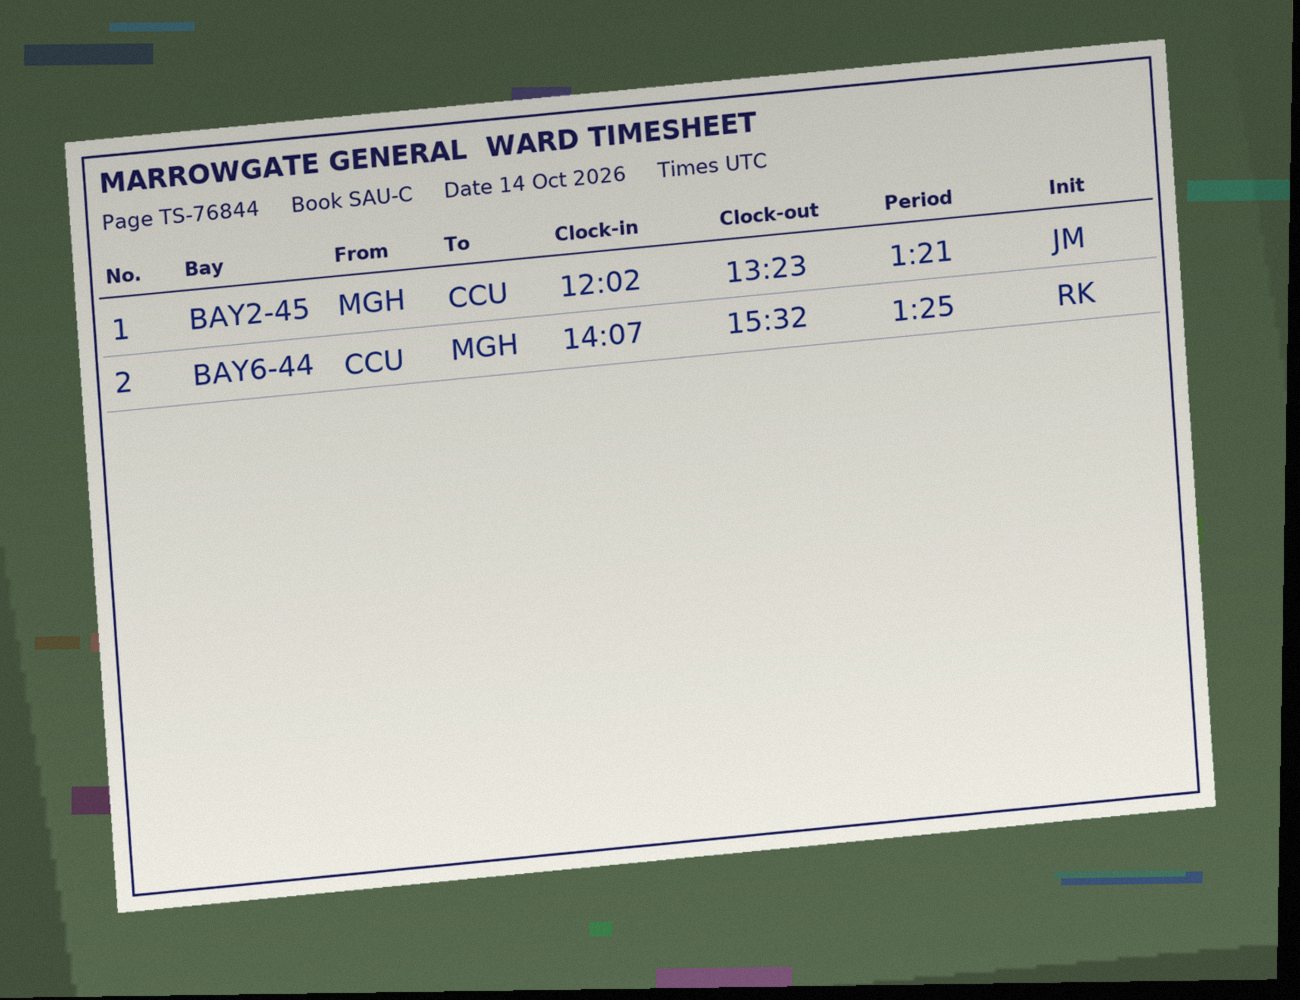 MARROWGATE GENERAL WARD TIMESHEET
Page TS-76844 Book SAU-C Date 14 Oct 2026 Times UTC
No. Bay From To Clock-in Clock-out Period Init
1 BAY2-45 MGH CCU 12:02 13:23 1:21 JM
2 BAY6-44 CCU MGH 14:07 15:32 1:25 RK